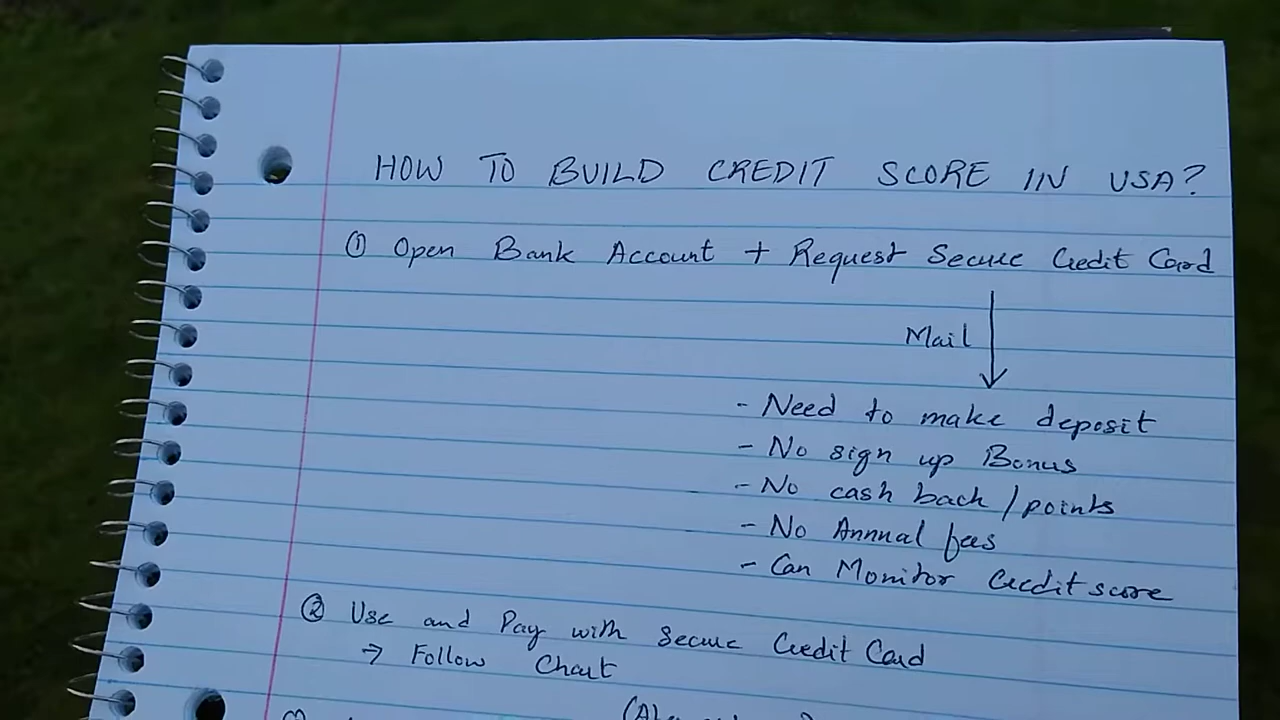 HOW TO BUILD CREDIT SCORE IN USA?
① Open Bank Account + Request Secure Credit Card
Mail
- Need to make deposit
- No sign up Bonus
- No cash back / points
- No Annual fees
- Can Monitor Credit score
② Use and Pay with Secure Credit Card
→ Follow Chart